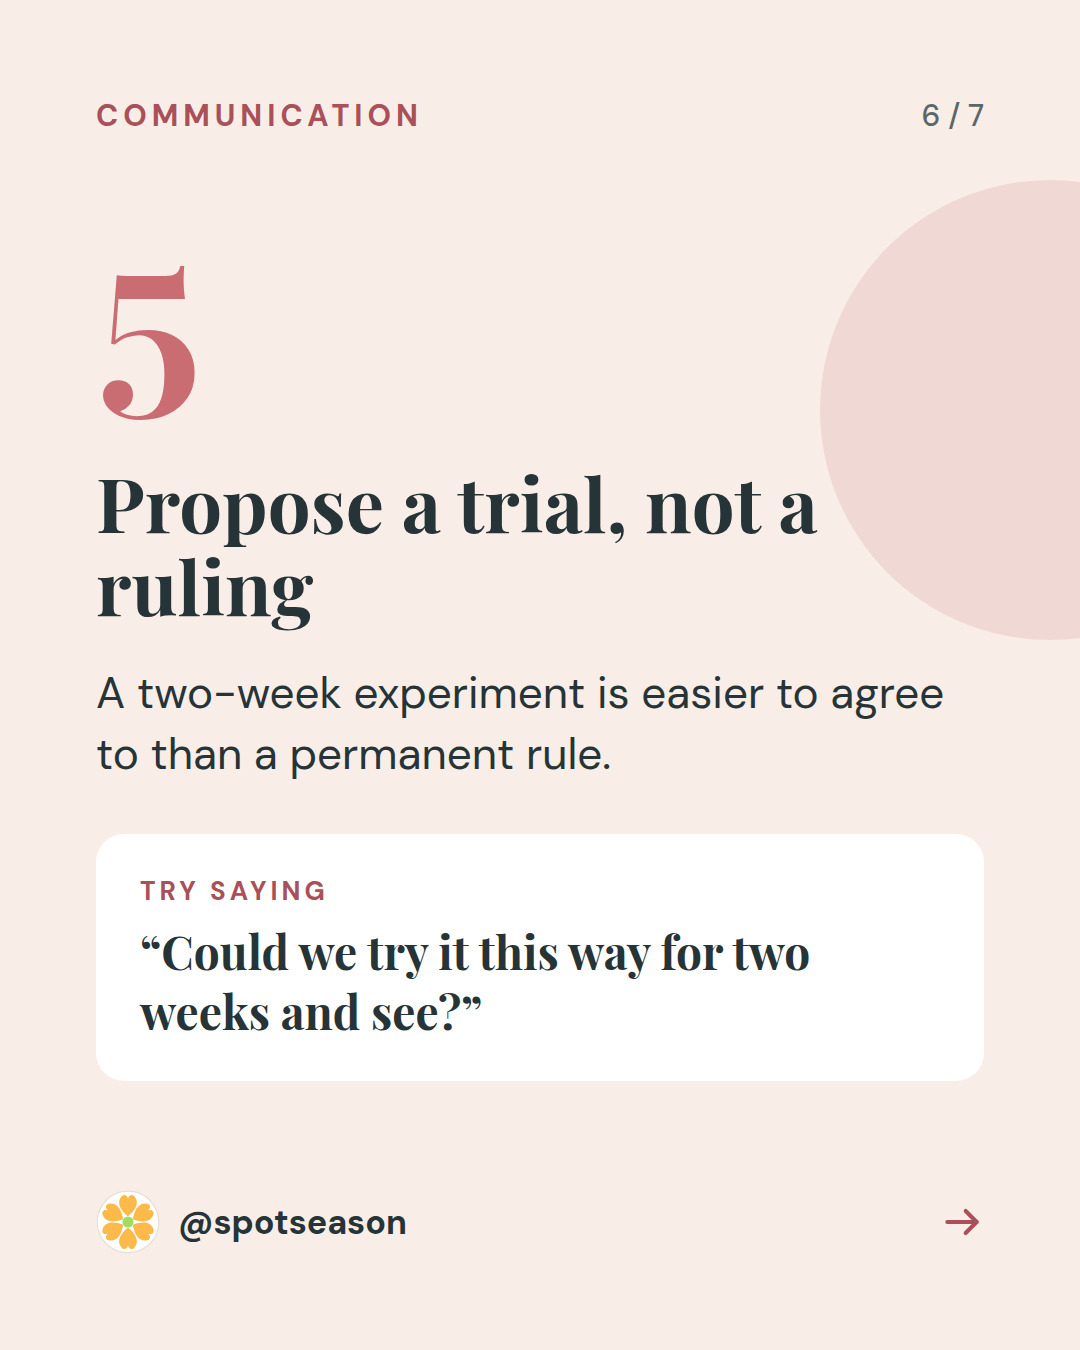 COMMUNICATION
6 / 7
5
Propose a trial, not a
ruling
A two-week experiment is easier to agree
to than a permanent rule.
TRY SAYING
“Could we try it this way for two
weeks and see?”
@spotseason